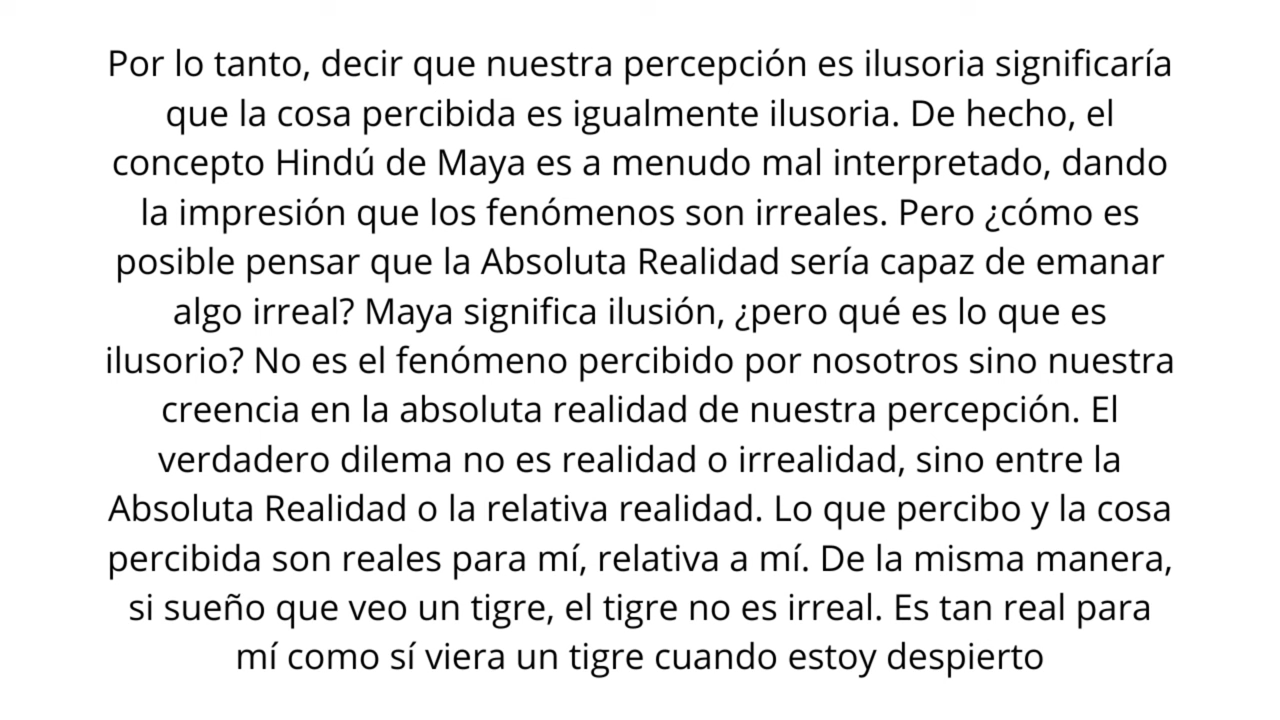 Por lo tanto, decir que nuestra percepción es ilusoria significaría
que la cosa percibida es igualmente ilusoria. De hecho, el
concepto Hindú de Maya es a menudo mal interpretado, dando
la impresión que los fenómenos son irreales. Pero ¿cómo es
posible pensar que la Absoluta Realidad sería capaz de emanar
algo irreal? Maya significa ilusión, ¿pero qué es lo que es
ilusorio? No es el fenómeno percibido por nosotros sino nuestra
creencia en la absoluta realidad de nuestra percepción. El
verdadero dilema no es realidad o irrealidad, sino entre la
Absoluta Realidad o la relativa realidad. Lo que percibo y la cosa
percibida son reales para mí, relativa a mí. De la misma manera,
si sueño que veo un tigre, el tigre no es irreal. Es tan real para
mí como sí viera un tigre cuando estoy despierto